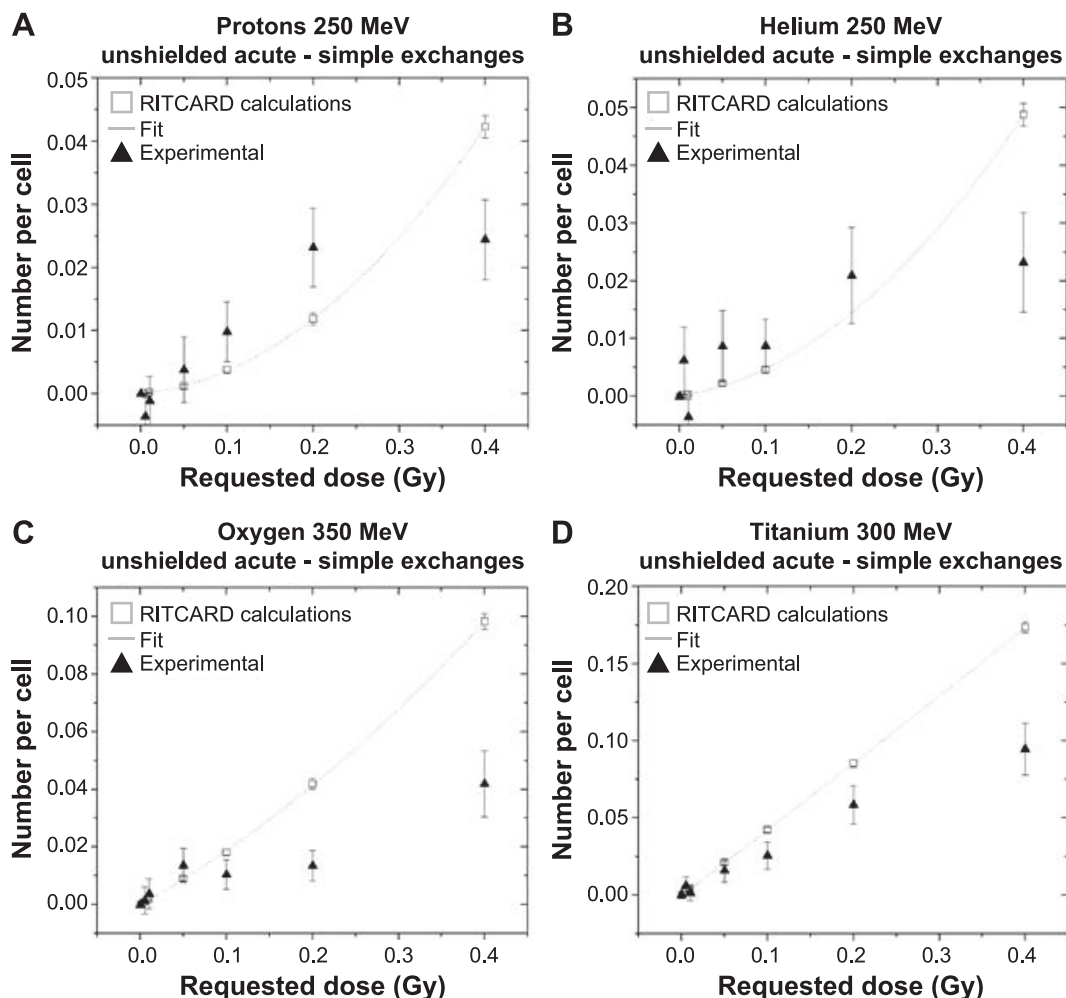 A
Protons 250 MeV
unshielded acute - simple exchanges
Number per cell
0.05
0.04
0.03
0.02
0.01
0.00
RITCARD calculations
Fit
Experimental
0.0 0.1 0.2 0.3 0.4
Requested dose (Gy)
B
Helium 250 MeV
unshielded acute - simple exchanges
Number per cell
0.05
0.04
0.03
0.02
0.01
0.00
RITCARD calculations
Fit
Experimental
0.0 0.1 0.2 0.3 0.4
Requested dose (Gy)
C
Oxygen 350 MeV
unshielded acute - simple exchanges
Number per cell
0.10
0.08
0.06
0.04
0.02
0.00
RITCARD calculations
Fit
Experimental
0.0 0.1 0.2 0.3 0.4
Requested dose (Gy)
D
Titanium 300 MeV
unshielded acute - simple exchanges
Number per cell
0.20
0.15
0.10
0.05
0.00
RITCARD calculations
Fit
Experimental
0.0 0.1 0.2 0.3 0.4
Requested dose (Gy)